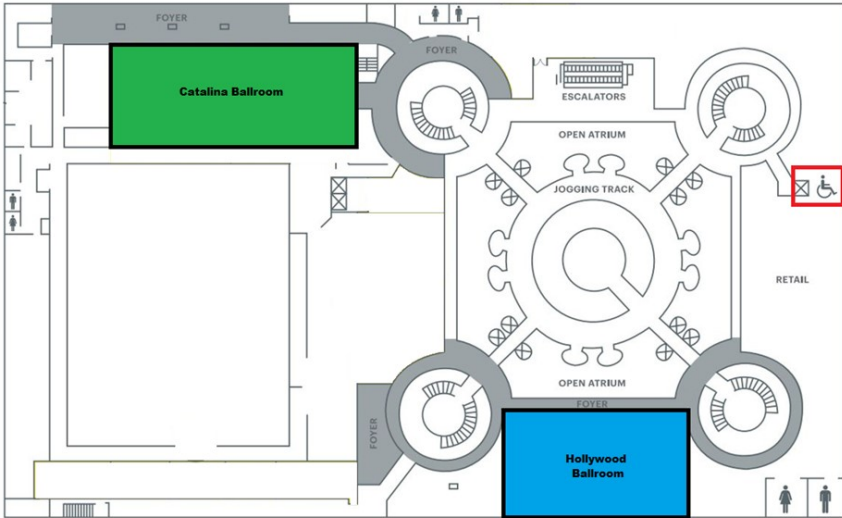 FOYER
FOYER
Catalina Ballroom
ESCALATORS
OPEN ATRIUM
JOGGING TRACK
RETAIL
OPEN ATRIUM
FOYER
FOYER
Hollywood
Ballroom